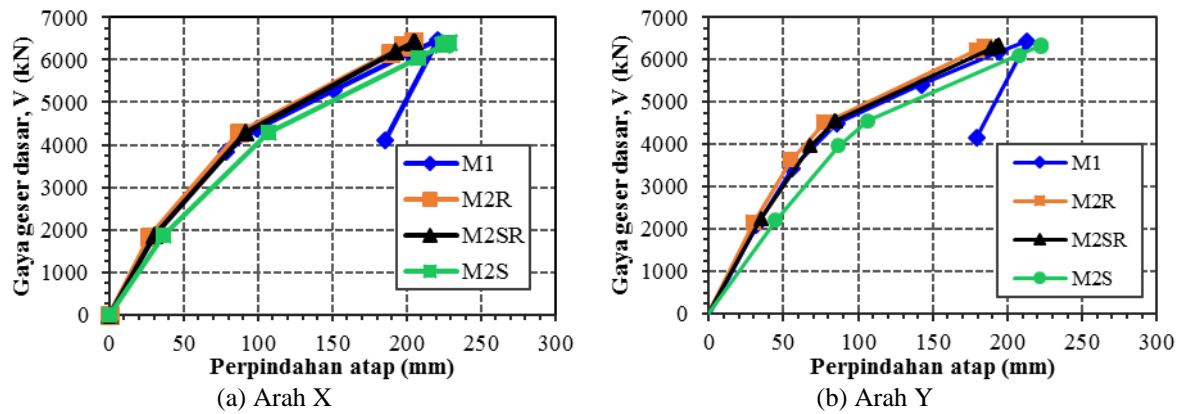 7000
6000
5000
4000
3000
2000
1000
0
Gaya geser dasar, V (kN)
M1
M2R
M2SR
M2S
0 50 100 150 200 250 300
Perpindahan atap (mm)
(a) Arah X
7000
6000
5000
4000
3000
2000
1000
0
Gaya geser dasar, V (kN)
M1
M2R
M2SR
M2S
0 50 100 150 200 250 300
Perpindahan atap (mm)
(b) Arah Y